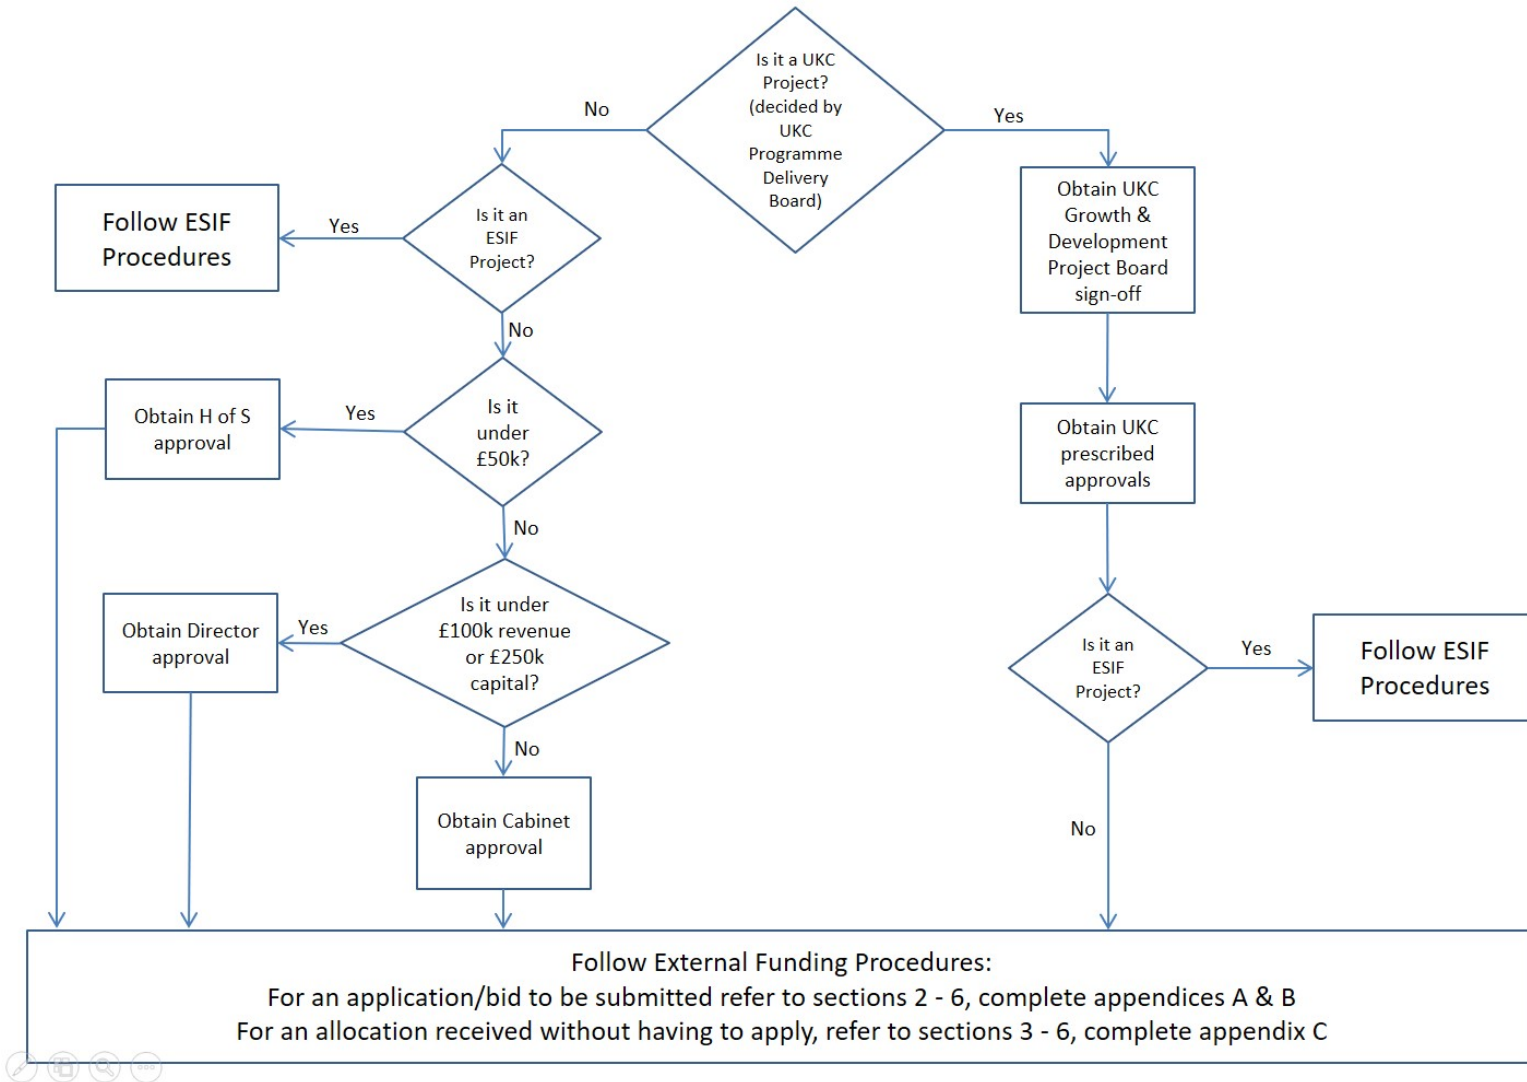 Is it a UKC
Project?
(decided by
UKC
Programme
Delivery
Board)
No
Yes
Follow ESIF
Procedures
Yes
Is it an
ESIF
Project?
Obtain UKC
Growth &
Development
Project Board
sign-off
No
Obtain H of S
approval
Yes
Is it
under
£50k?
Obtain UKC
prescribed
approvals
No
Obtain Director
approval
Yes
Is it under
£100k revenue
or £250k
capital?
Is it an
ESIF
Project?
Yes
Follow ESIF
Procedures
No
Obtain Cabinet
approval
No
Follow External Funding Procedures:
For an application/bid to be submitted refer to sections 2 - 6, complete appendices A & B
For an allocation received without having to apply, refer to sections 3 - 6, complete appendix C